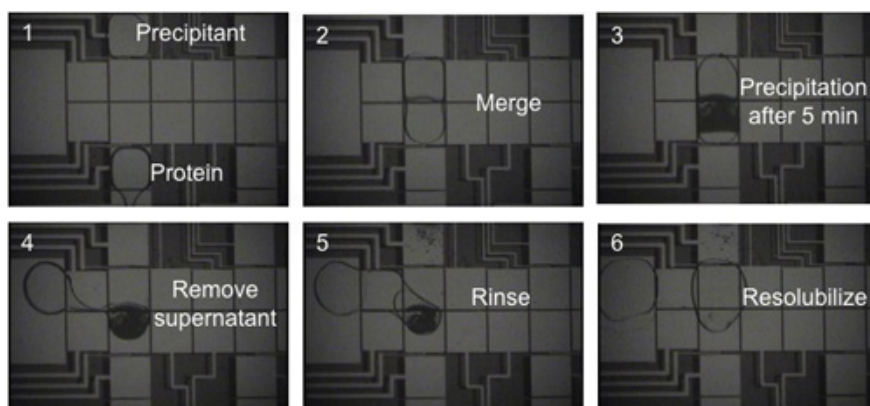 1
Precipitant
Protein
2
Merge
3
Precipitation
after 5 min
4
Remove
supernatant
5
Rinse
6
Resolubilize